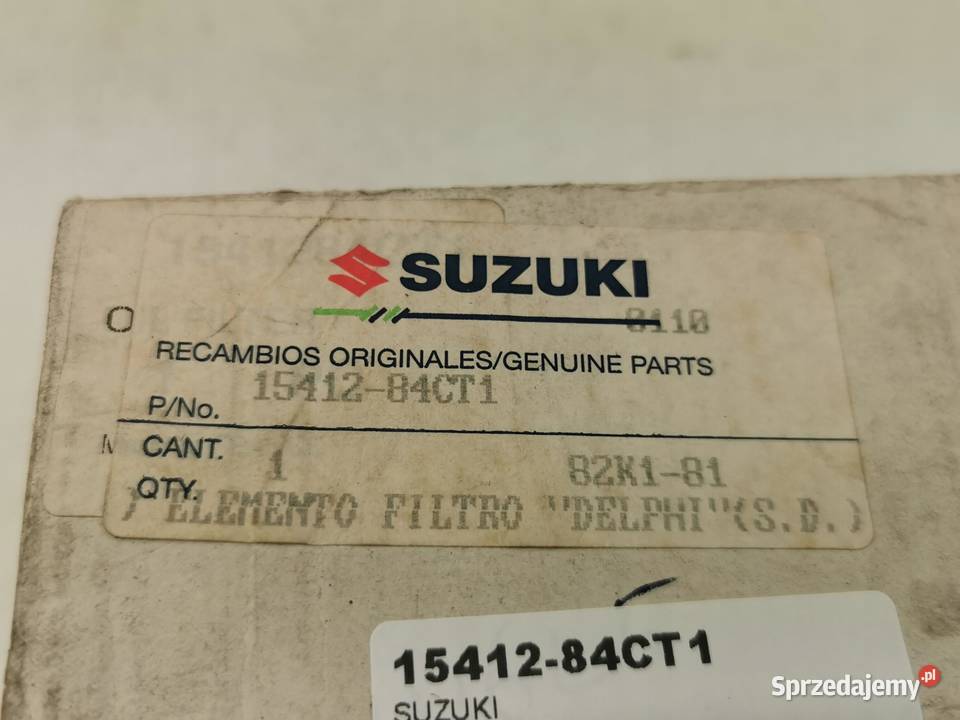 SUZUKI
0110
RECAMBIOS ORIGINALES/GENUINE PARTS
P/No. 15412-84CT1
CANT. 1 82K1-81
QTY.
) ELEMENTO FILTRO "DELPHI"(S.D.)
15412-84CT1
SUZUKI
Sprzedajemy.pl